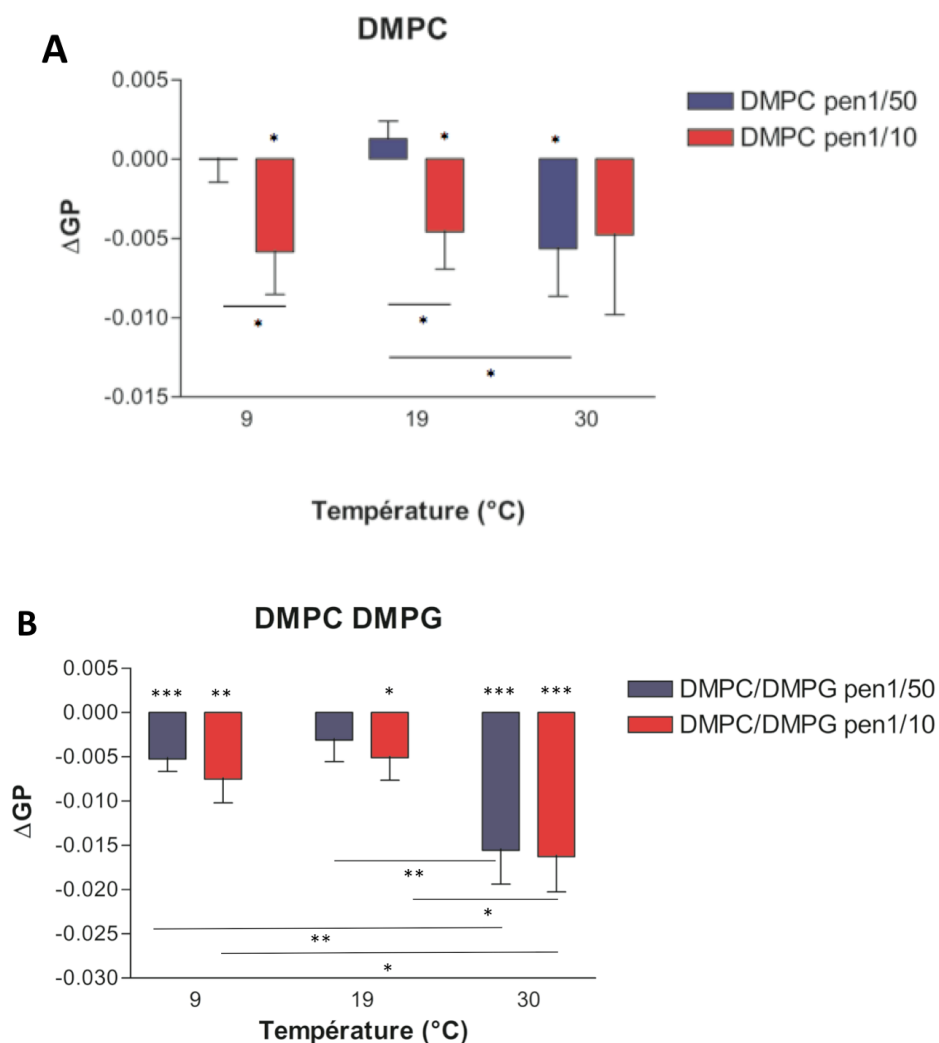 A
DMPC
0.005
0.000
-0.005
-0.010
-0.015
ΔGP
* * *
* *
*
9 19 30
Température (°C)
DMPC pen1/50
DMPC pen1/10
B
DMPC DMPG
0.005
0.000
-0.005
-0.010
-0.015
-0.020
-0.025
-0.030
ΔGP
*** ** * *** ***
**
*
**
*
9 19 30
Température (°C)
DMPC/DMPG pen1/50
DMPC/DMPG pen1/10